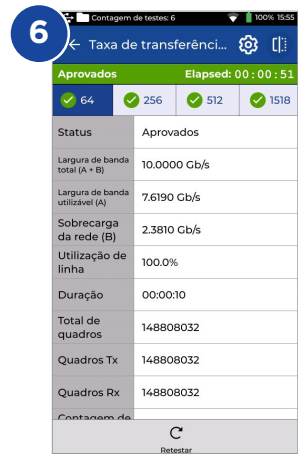 6
Contagem de testes: 6
100% 15:55
Taxa de transferênci...
Aprovados
Elapsed: 00:00:51
64
256
512
1518
Status
Aprovados
Largura de banda
total (A + B)
10.0000 Gb/s
Largura de banda
utilizável (A)
7.6190 Gb/s
Sobrecarga
da rede (B)
2.3810 Gb/s
Utilização de
linha
100.0%
Duração
00:00:10
Total de
quadros
148808032
Quadros Tx
148808032
Quadros Rx
148808032
Contagem de
Retestar